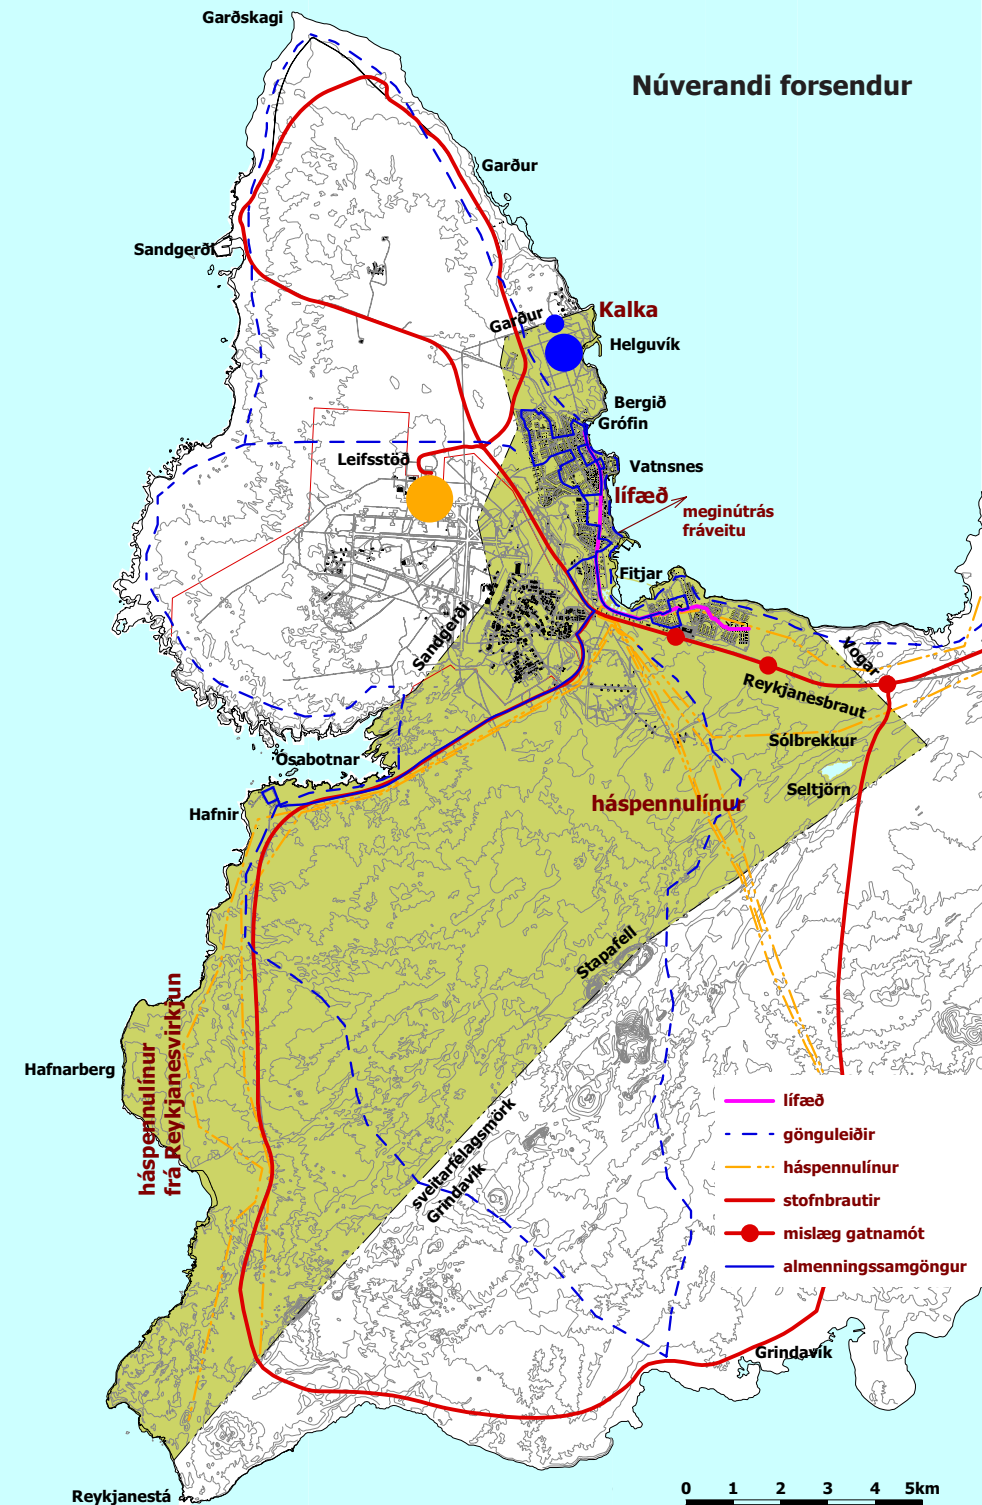 Garðskagi
Núverandi forsendur
Garður
Sandgerði
Kalka
Garður
Helguvík
Bergið
Grófin
Leifsstöð
Vatnsnes
lífæð
meginútrás
fráveitu
Fitjar
Sandgerði
Vogar
Reykjanesbraut
Sólbrekkur
Ósabotnar
Seltjörn
Hafnir
háspennulínur
Stapafell
Hafnarberg
háspennulínur
frá Reykjanesvirkjun
sveitarfélagsmörk
Grindavík
lífæð
gönguleiðir
háspennulínur
stofnbrautir
mislæg gatnamót
almenningssamgöngur
Grindavík
Reykjanestá
0 1 2 3 4 5km